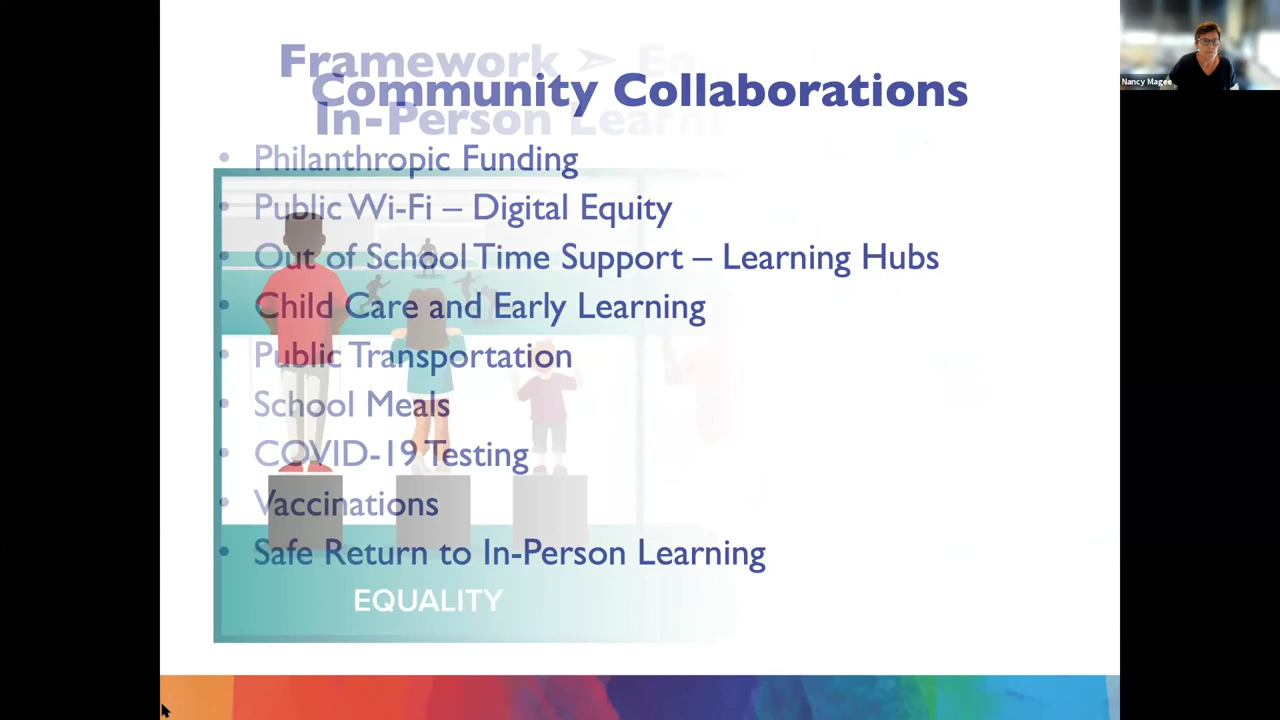 Framework ➢ En
Community Collaborations
In-Person Learn
• Philanthropic Funding
• Public Wi-Fi – Digital Equity
• Out of School Time Support – Learning Hubs
• Child Care and Early Learning
• Public Transportation
• School Meals
• COVID-19 Testing
• Vaccinations
• Safe Return to In-Person Learning
EQUALITY
Nancy Magee